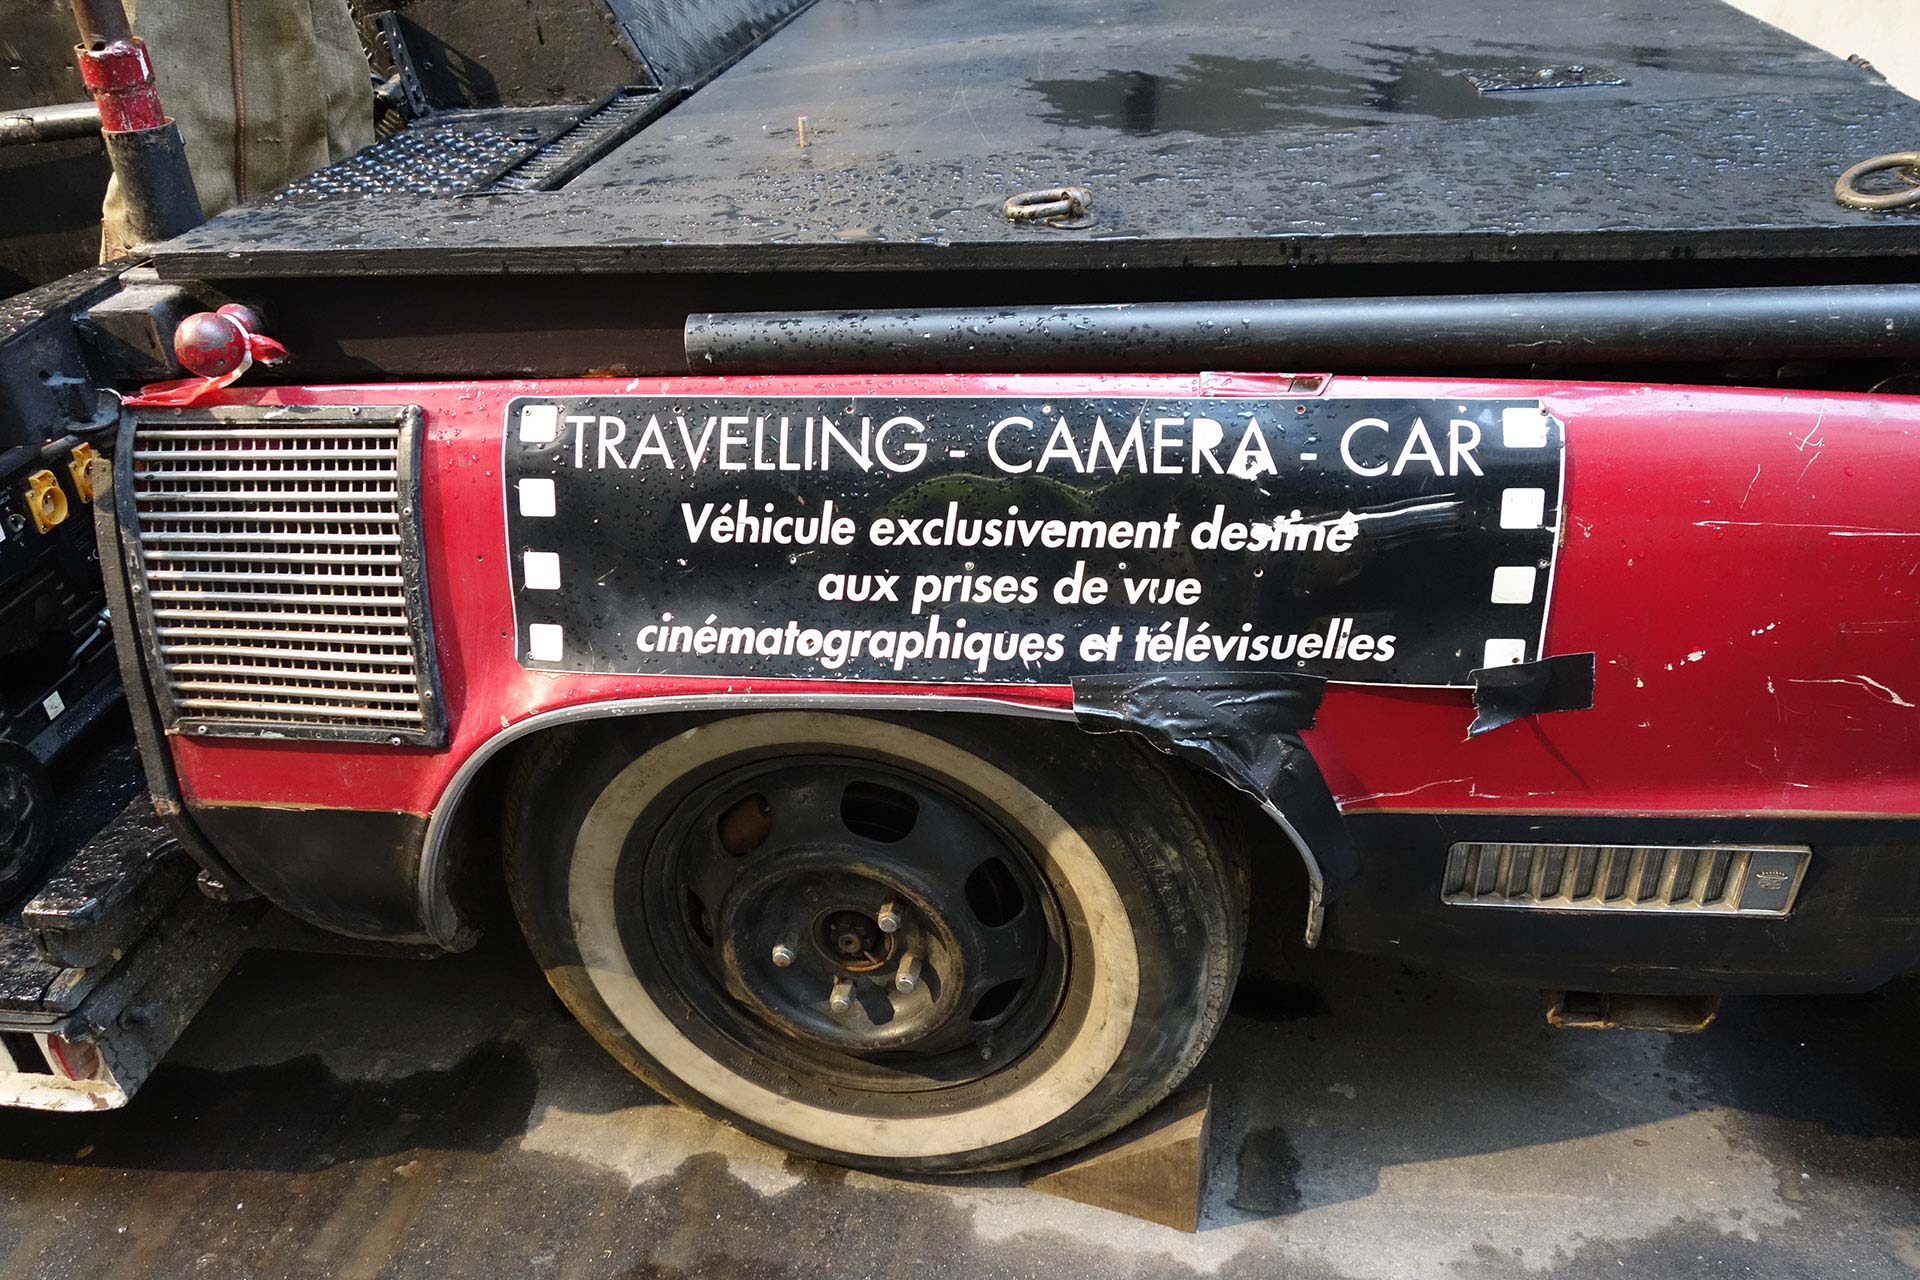 TRAVELLING - CAMERA - CAR
Véhicule exclusivement destiné
aux prises de vue
cinématographiques et télévisuelles